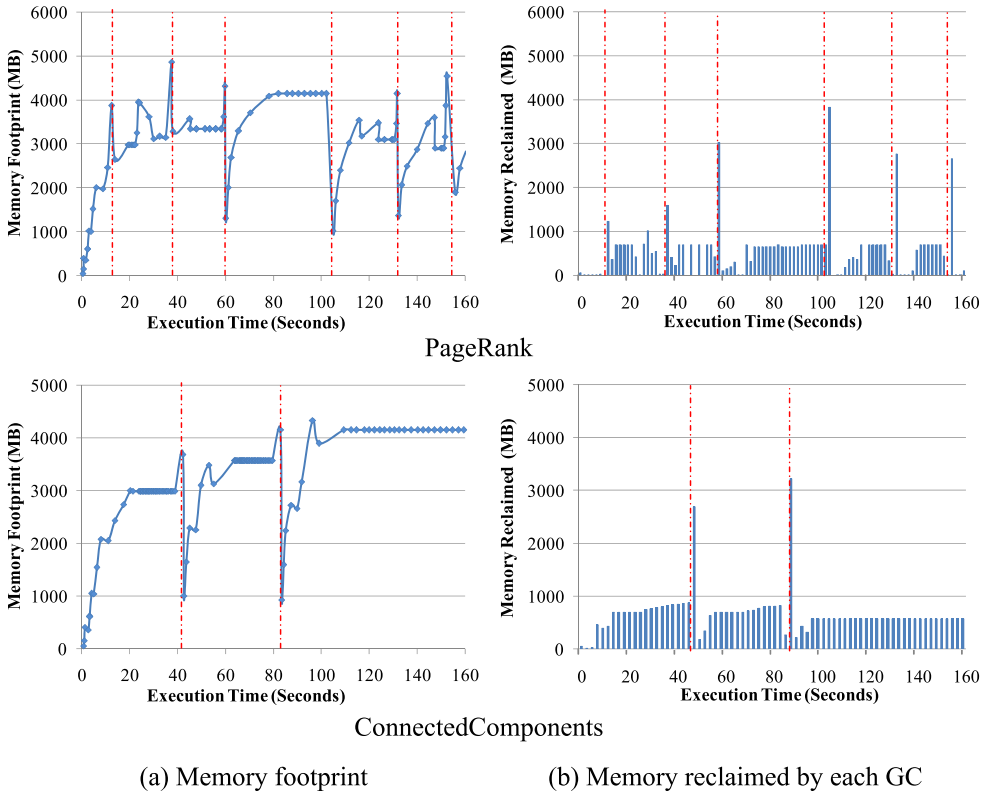 6000
5000
4000
3000
2000
1000
0
Memory Footprint (MB)
0 20 40 60 80 100 120 140 160
Execution Time (Seconds)
6000
5000
4000
3000
2000
1000
0
Memory Reclaimed (MB)
0 20 40 60 80 100 120 140 160
Execution Time (Seconds)
PageRank
5000
4000
3000
2000
1000
0
Memory Footprint (MB)
0 20 40 60 80 100 120 140 160
Execution Time (Seconds)
5000
4000
3000
2000
1000
0
Memory Reclaimed (MB)
0 20 40 60 80 100 120 140 160
Execution Time (Seconds)
ConnectedComponents
(a) Memory footprint
(b) Memory reclaimed by each GC